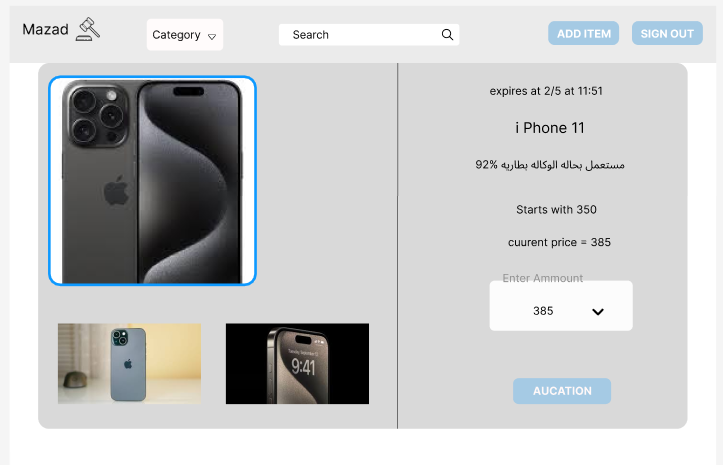 Mazad
Category
Search
ADD ITEM
SIGN OUT
expires at 2/5 at 11:51
i Phone 11
مستعمل بحاله الوكاله بطاريه 92%
Starts with 350
cuurent price = 385
Enter Ammount
385
AUCATION
9:41